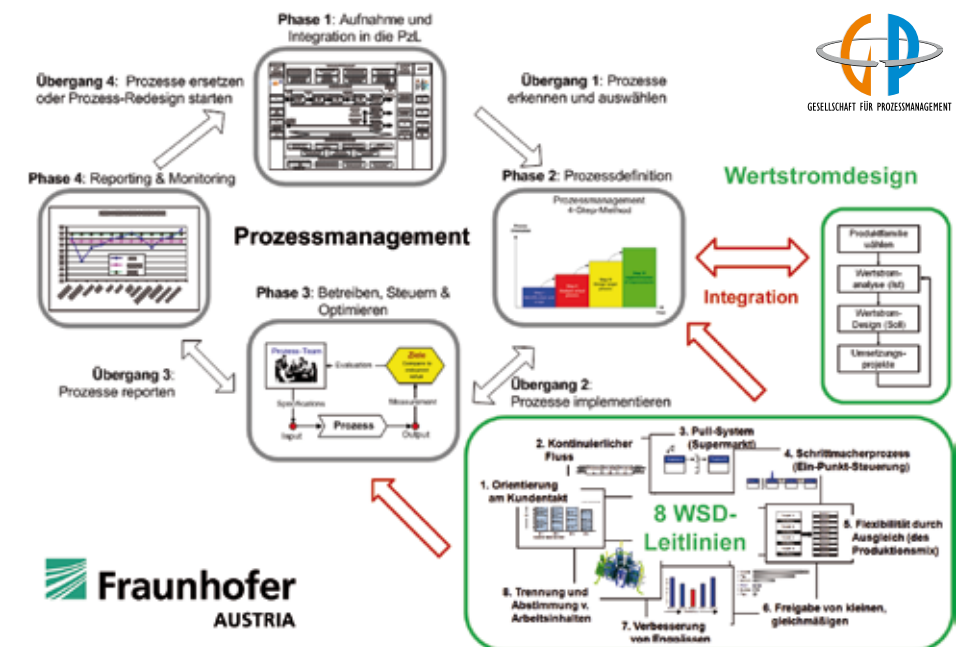 Phase 1: Aufnahme und
Integration in die PzL
GESELLSCHAFT FÜR PROZESSMANAGEMENT
Übergang 4: Prozesse ersetzen
oder Prozess-Redesign starten
Übergang 1: Prozesse
erkennen und auswählen
Phase 4: Reporting & Monitoring
Phase 2: Prozessdefinition
Prozessmanagement
4-Step-Method
Wertstromdesign
Prozessmanagement
Produktfamilie
wählen
Wertstrom-
analyse (Ist)
Wertstrom-
Design (Soll)
Umsetzungs-
projekte
Integration
Phase 3: Betreiben, Steuern &
Optimieren
Prozess-Team
Evaluation
Ziele
Specifications
Measurement
Prozess
Input
Output
Übergang 3:
Prozesse reporten
Übergang 2:
Prozesse implementieren
8 WSD-
Leitlinien
1. Orientierung
am Kundentakt
2. Kontinuierlicher
Fluss
3. Pull-System
(Supermarkt)
4. Schrittmacherprozess
(Ein-Punkt-Steuerung)
5. Flexibilität durch
Ausgleich (des
Produktionsmix)
6. Freigabe von kleinen,
gleichmäßigen
7. Verbesserung
von Engpässen
8. Trennung und
Abstimmung v.
Arbeitsinhalten
Fraunhofer
AUSTRIA